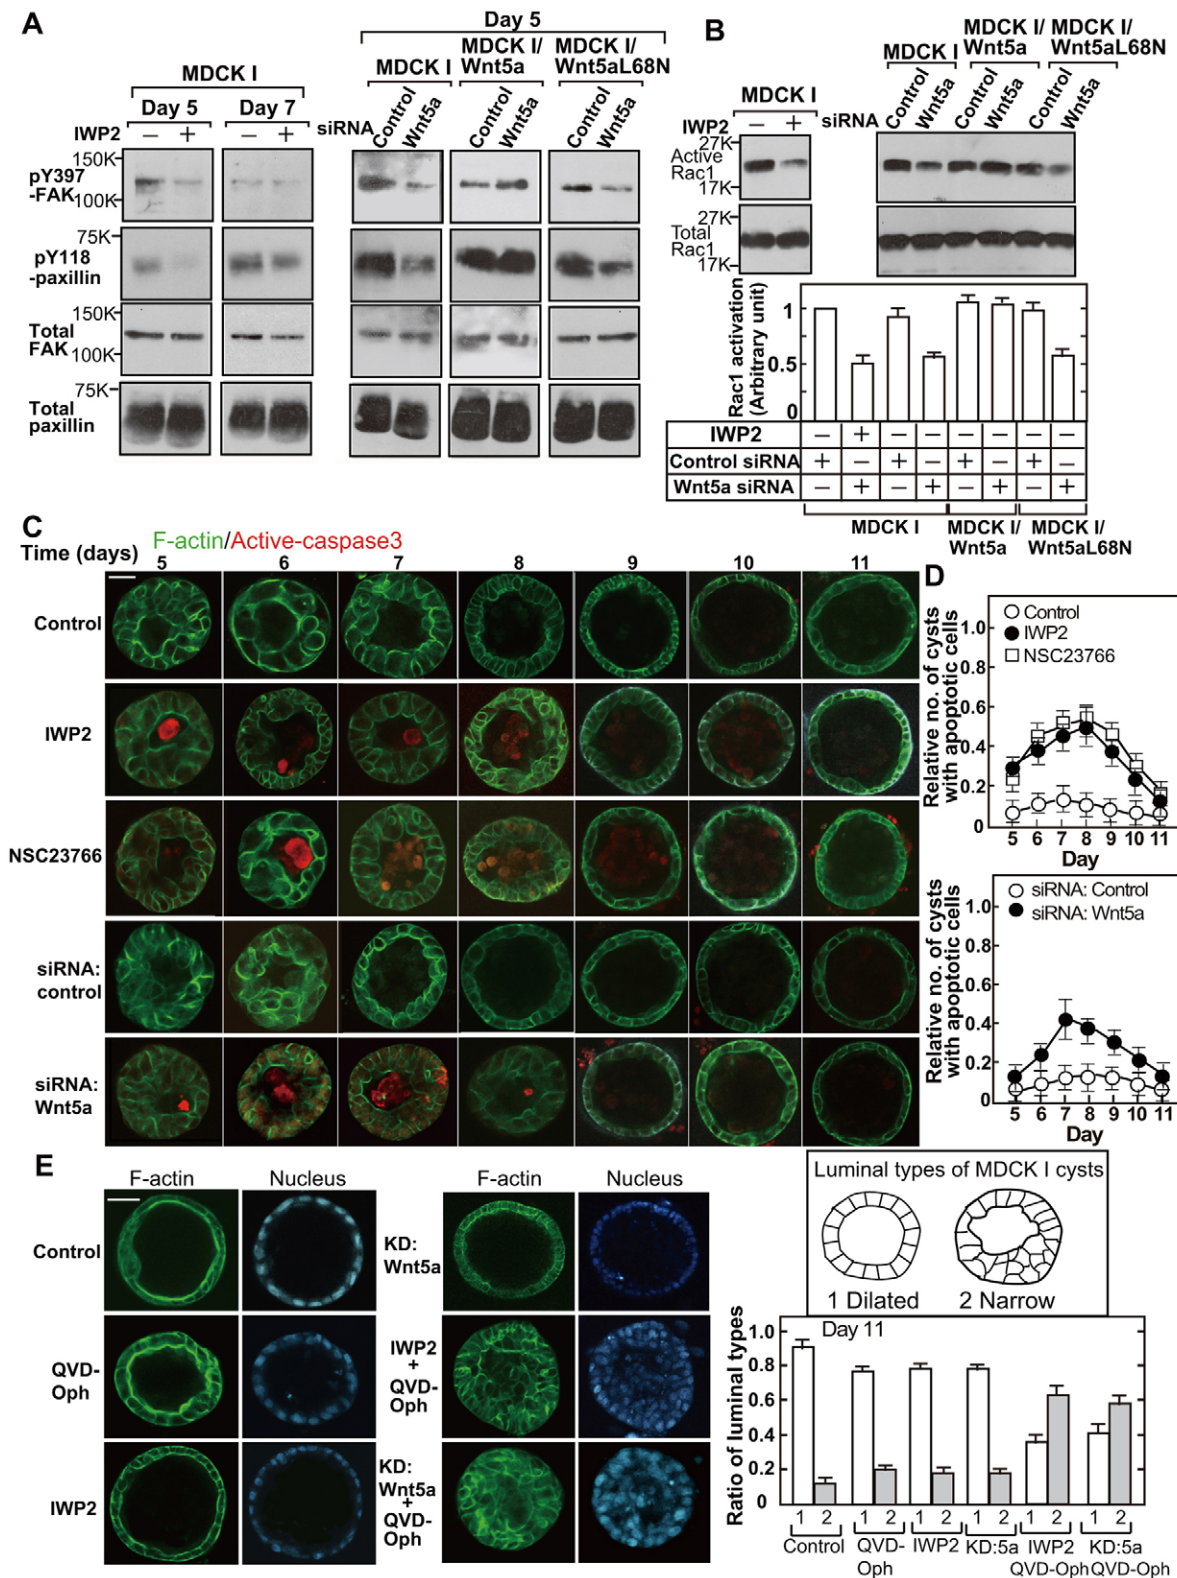 A
Day 5
MDCK I
MDCK I
MDCK I/
Wnt5a
MDCK I/
Wnt5aL68N
Day 5
Day 7
IWP2
–
+
–
+
siRNA
Control
Wnt5a
Control
Wnt5a
Control
Wnt5a
150K
pY397
-FAK
100K
75K
pY118
-paxillin
150K
Total
FAK
100K
75K
Total
paxillin
B
MDCK I
MDCK I
MDCK I/
Wnt5a
MDCK I/
Wnt5aL68N
IWP2
–
+
siRNA
Control
Wnt5a
Control
Wnt5a
Control
Wnt5a
27K
Active
Rac1
17K
27K
Total
Rac1
17K
Rac1 activation
(Arbitrary unit)
1
0.5
0
IWP2 – + – – – – – –
Control siRNA + – + – + – + –
Wnt5a siRNA – + – + – + – +
MDCK I
MDCK I/
Wnt5a
MDCK I/
Wnt5aL68N
C
F-actin/Active-caspase3
Time (days) 5 6 7 8 9 10 11
Control
IWP2
NSC23766
siRNA:
control
siRNA:
Wnt5a
D
Relative no. of cysts
with apoptotic cells
1.0
0.8
0.6
0.4
0.2
0
Control
IWP2
NSC23766
5 6 7 8 9 10 11
Day
Relative no. of cysts
with apoptotic cells
1.0
0.8
0.6
0.4
0.2
0
siRNA: Control
siRNA: Wnt5a
5 6 7 8 9 10 11
Day
E
F-actin
Nucleus
F-actin
Nucleus
Control
QVD-
Oph
IWP2
KD:
Wnt5a
IWP2
+
QVD-
Oph
KD:
Wnt5a
+
QVD-
Oph
Luminal types of MDCK I cysts
1 Dilated
2 Narrow
Day 11
Ratio of luminal types
1.0
0.8
0.6
0.4
0.2
0
1 2 1 2 1 2 1 2 1 2 1 2
Control
QVD-
Oph
IWP2
KD:5a
IWP2
QVD-Oph
KD:5a
QVD-Oph